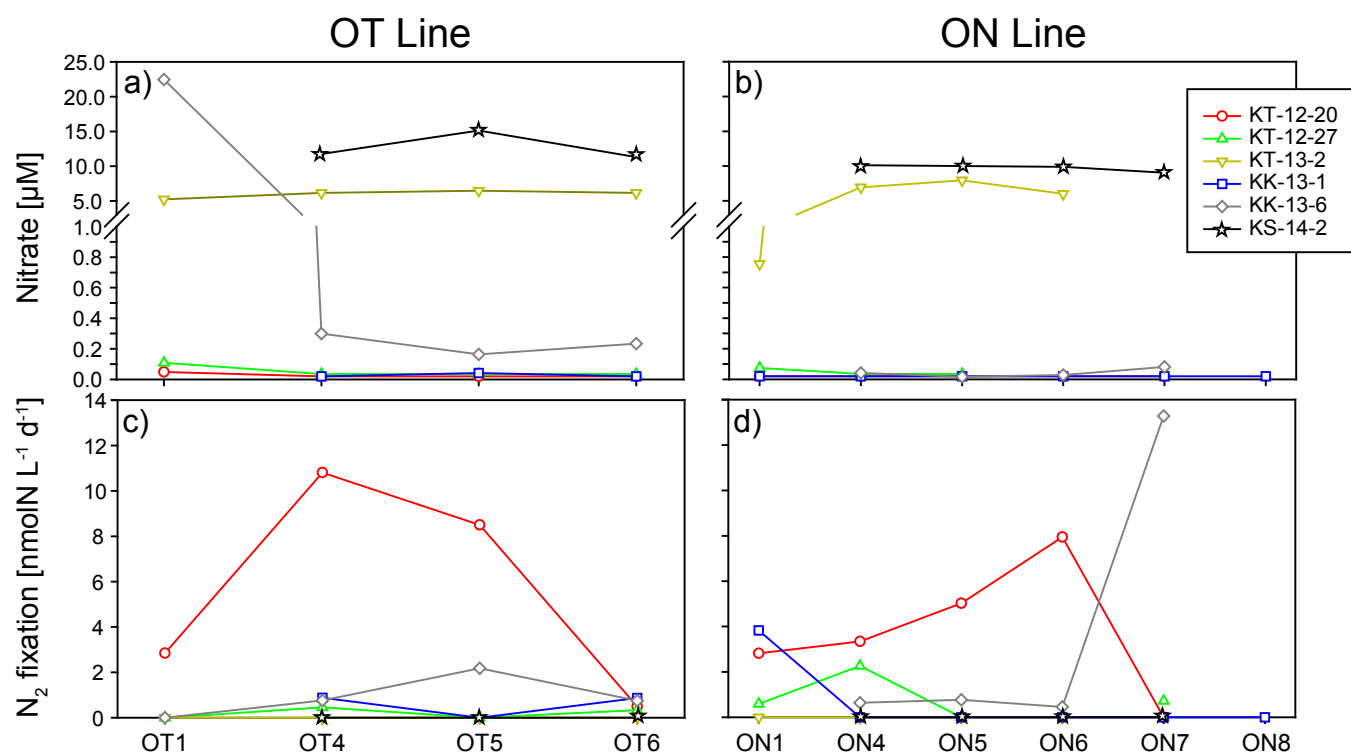 OT Line
ON Line
Nitrate [µM]
25.0
20.0
15.0
10.0
5.0
1.0
0.8
0.6
0.4
0.2
0.0
a)
b)
KT-12-20
KT-12-27
KT-13-2
KK-13-1
KK-13-6
KS-14-2
N₂ fixation [nmolN L⁻¹ d⁻¹]
14
12
10
8
6
4
2
0
c)
d)
OT1 OT4 OT5 OT6
ON1 ON4 ON5 ON6 ON7 ON8